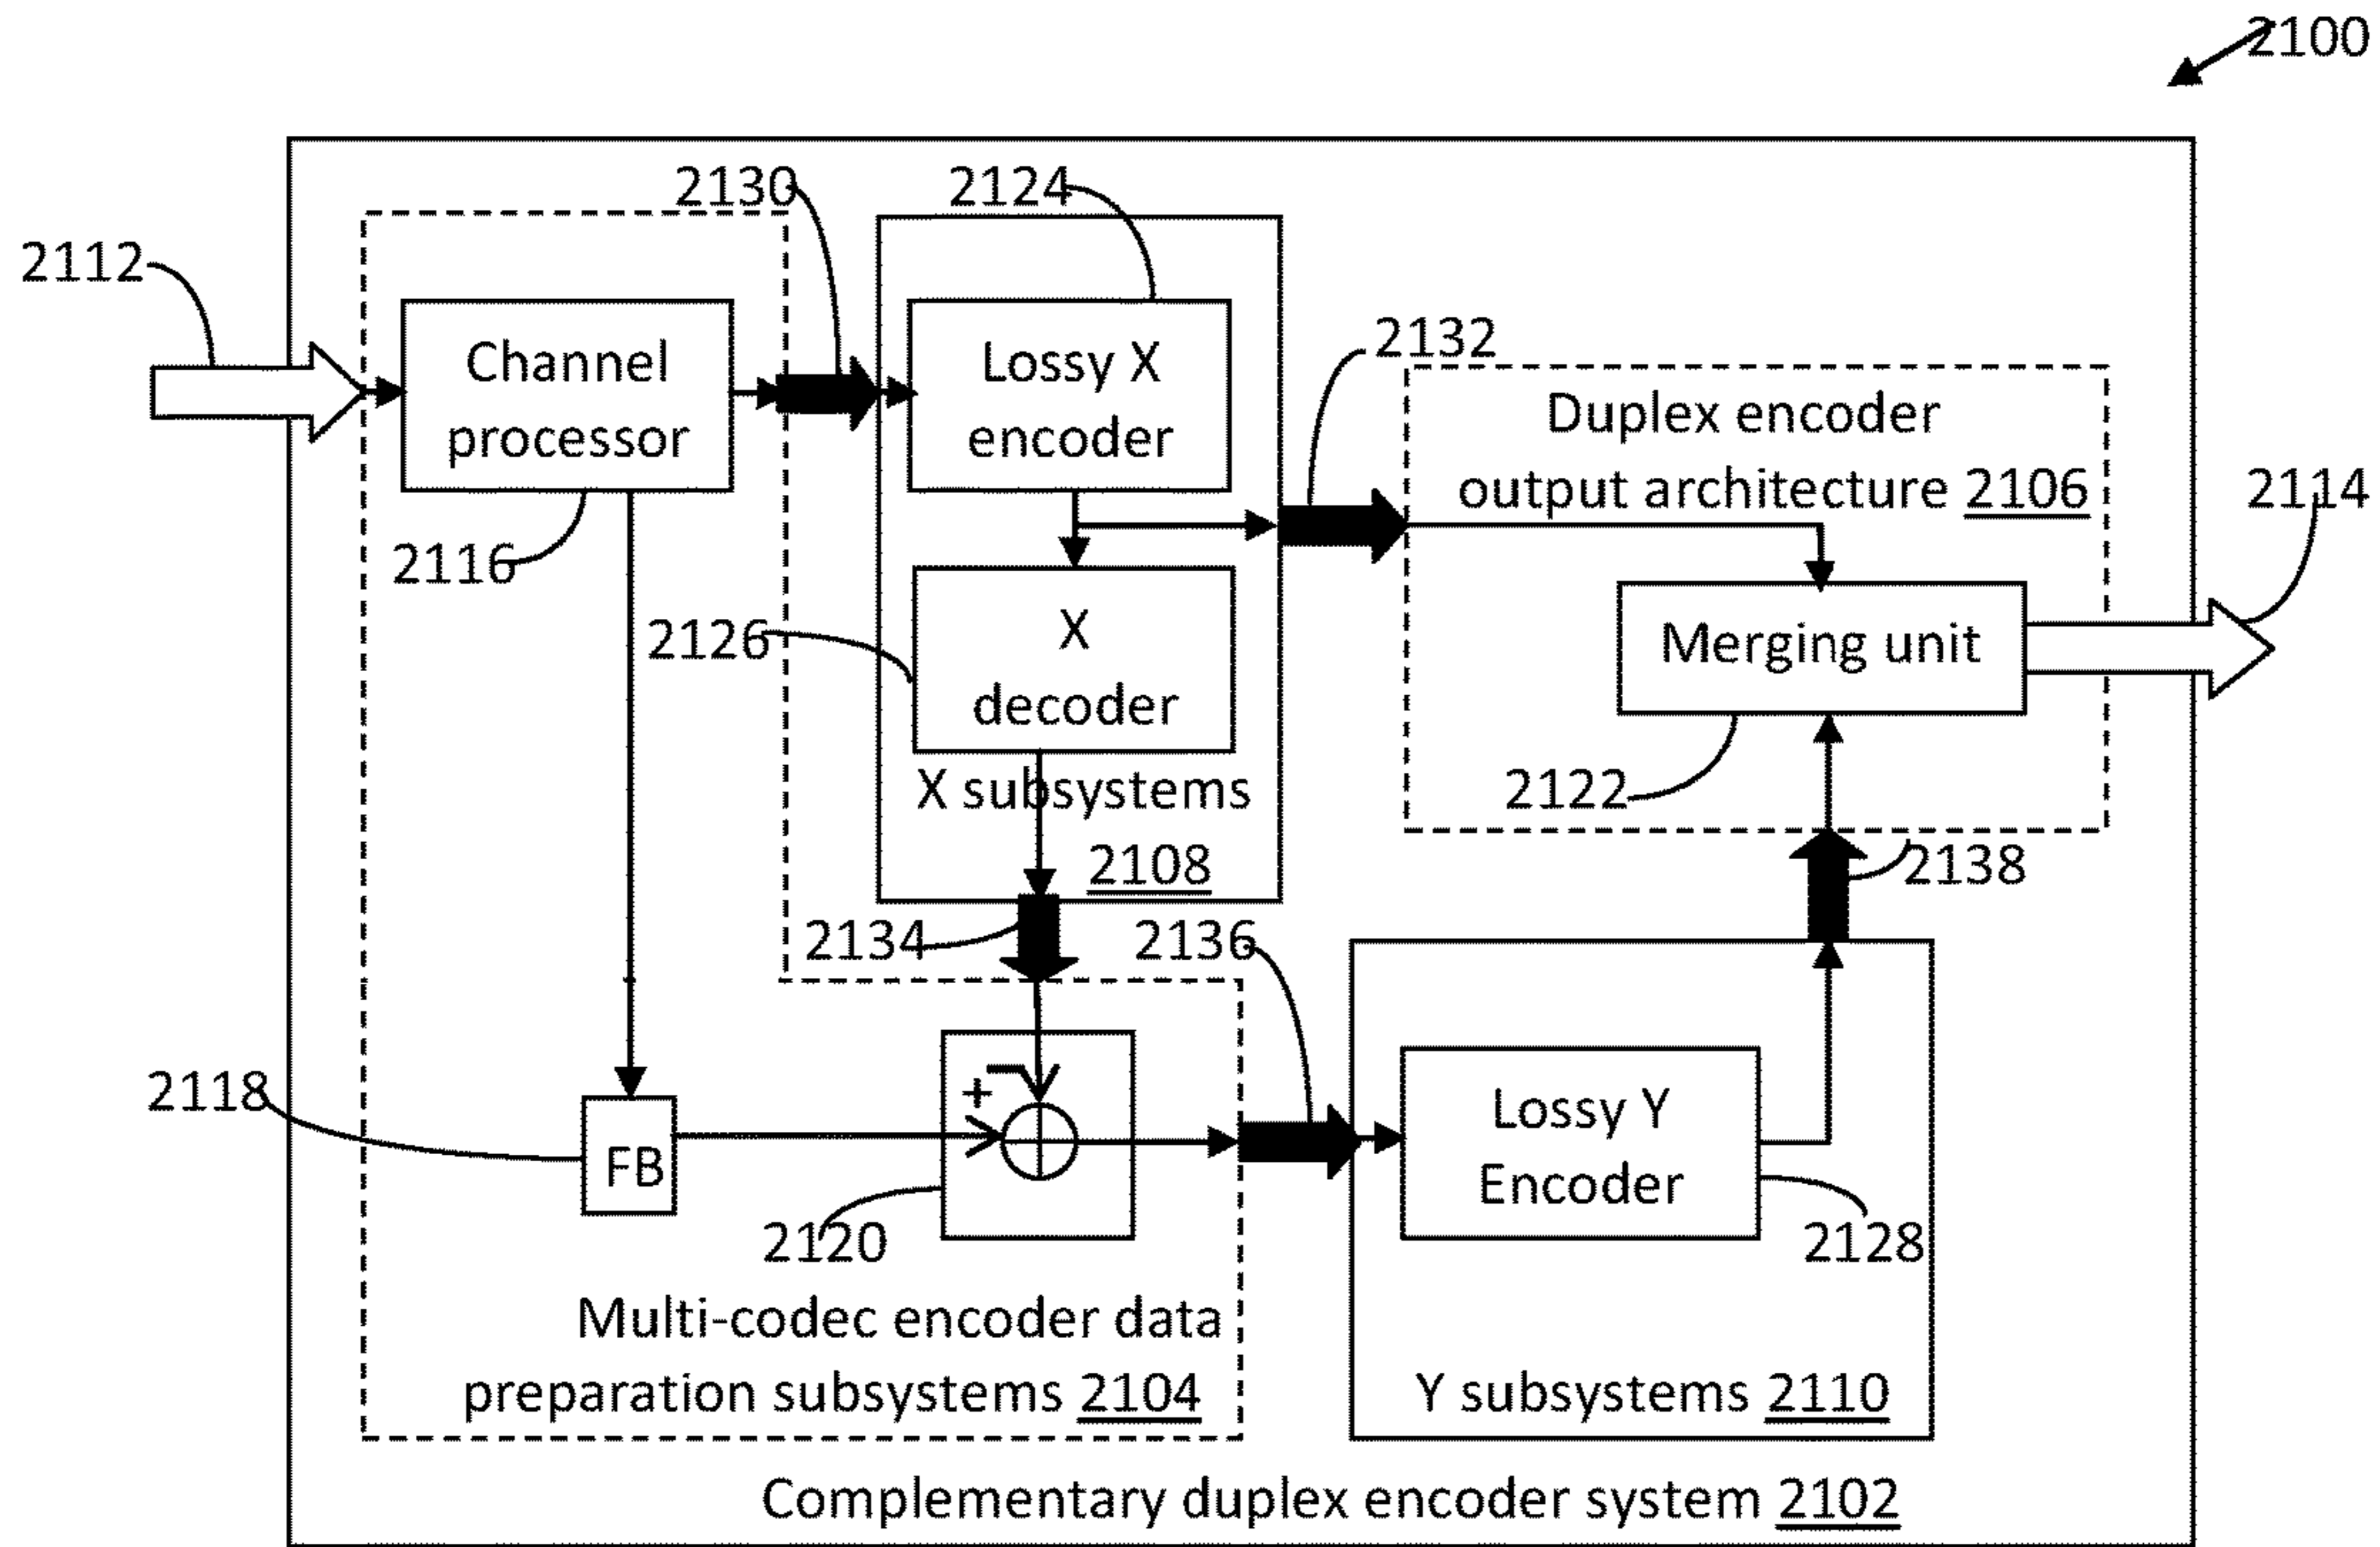 2100
2130
2124
2112
Channel
processor
Lossy X
encoder
2132
Duplex encoder
output architecture 2106
2114
2116
2126
X
decoder
Merging unit
X subsystems
2108
2122
2138
2134
2136
2118
+
FB
Lossy Y
Encoder
2120
2128
Multi-codec encoder data
preparation subsystems 2104
Y subsystems 2110
Complementary duplex encoder system 2102